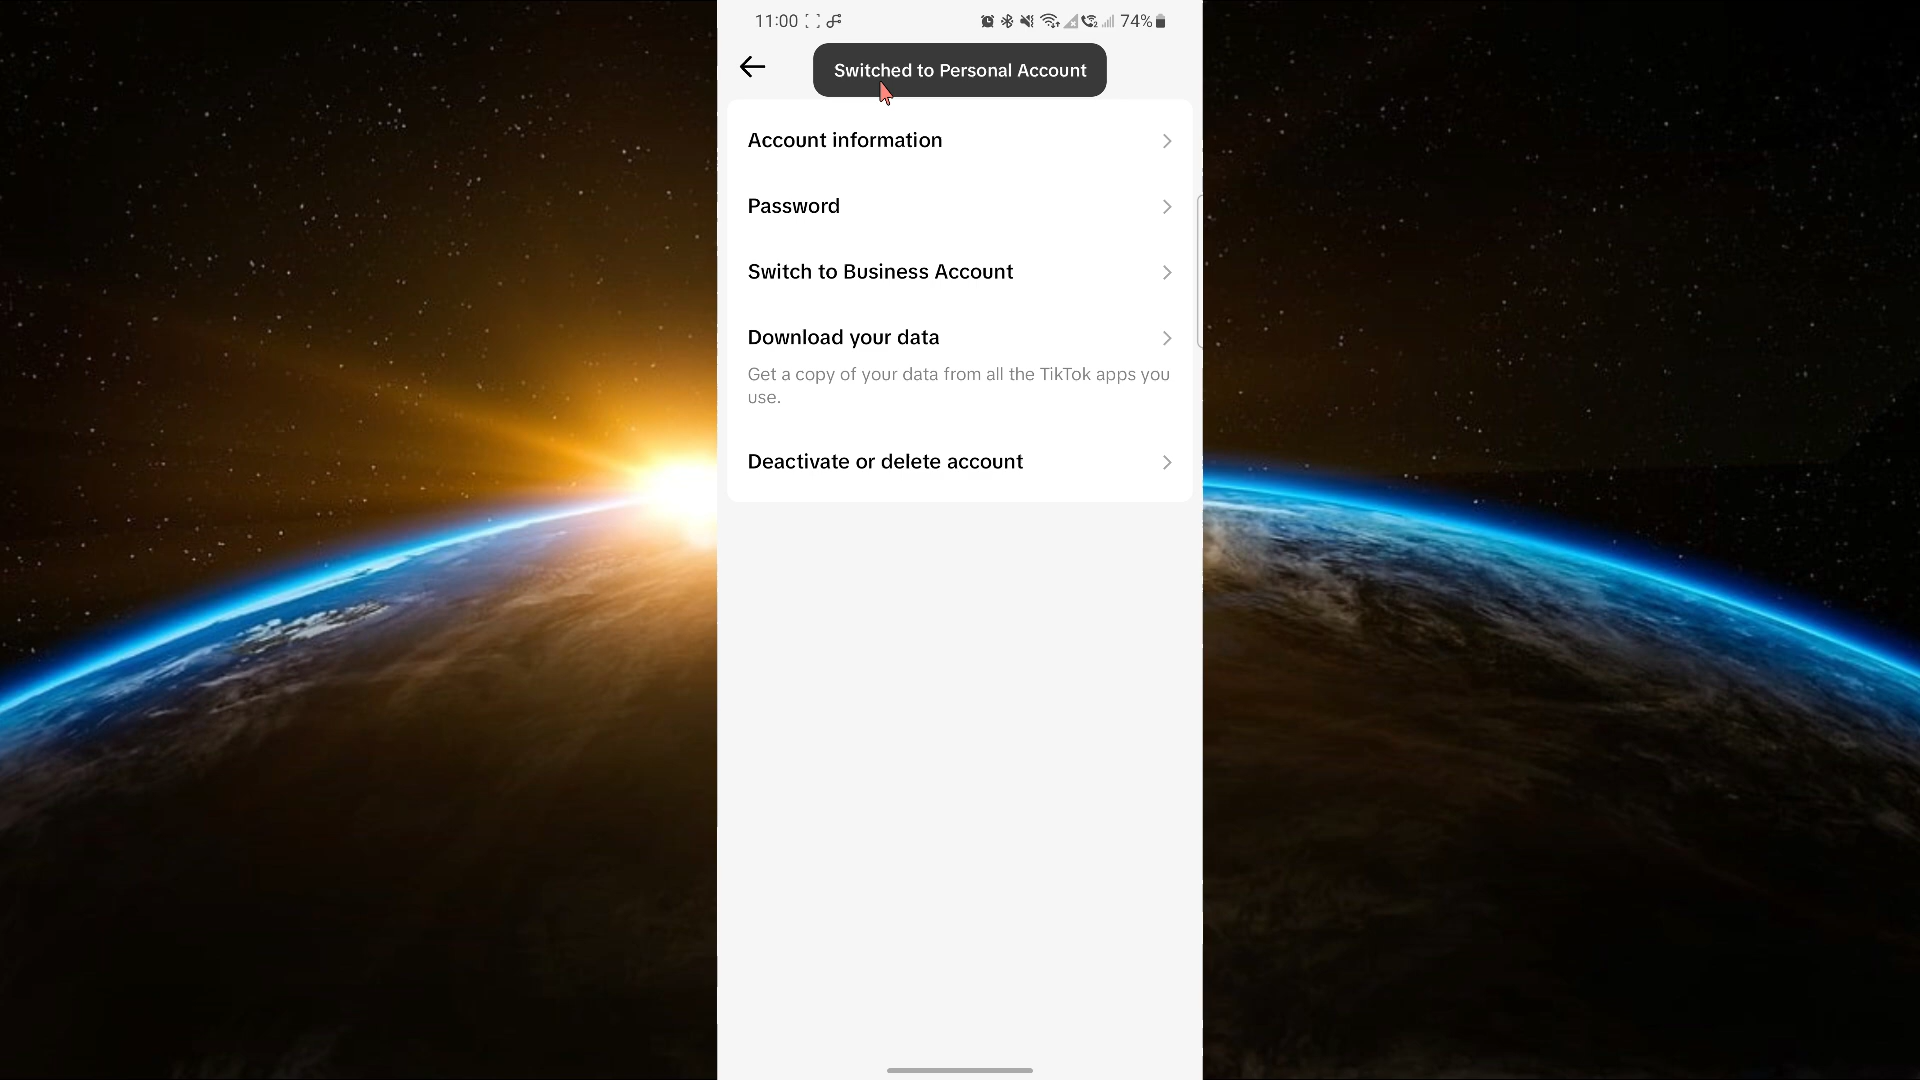 11:00
74%
Switched to Personal Account
Account information
Password
Switch to Business Account
Download your data
Get a copy of your data from all the TikTok apps you
use.
Deactivate or delete account